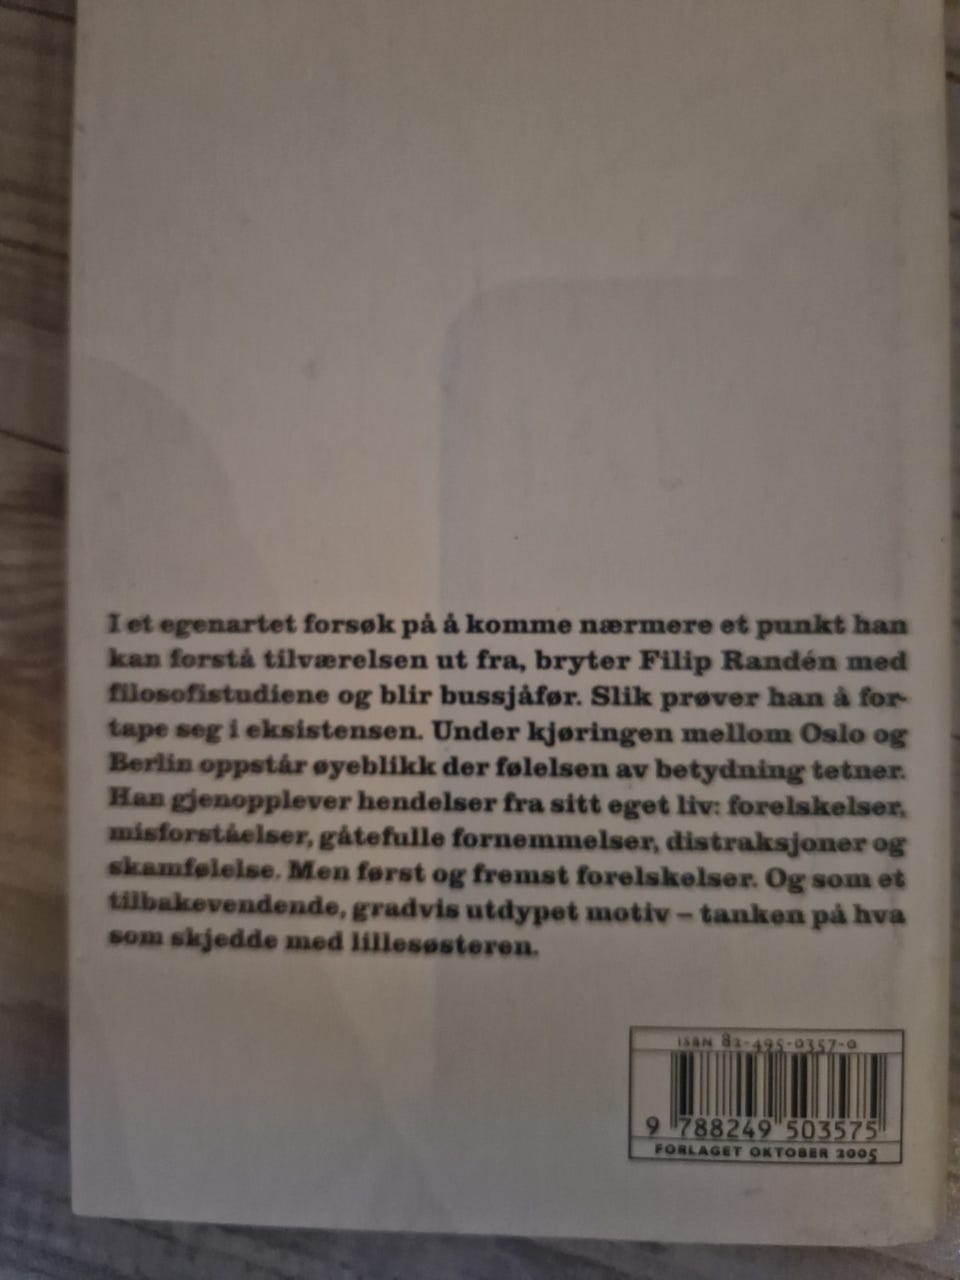 I et egenartet forsøk på å komme nærmere et punkt han
kan forstå tilværelsen ut fra, bryter Filip Randén med
filosofistudiene og blir bussjåfør. Slik prøver han å for-
tape seg i eksistensen. Under kjøringen mellom Oslo og
Berlin oppstår øyeblikk der følelsen av betydning tetner.
Han gjenopplever hendelser fra sitt eget liv: forelskelser,
misforståelser, gåtefulle fornemmelser, distraksjoner og
skamfølelse. Men først og fremst forelskelser. Og som et
tilbakevendende, gradvis utdypet motiv – tanken på hva
som skjedde med lillesøsteren.
ISBN 82-495-0357-0
9 788249 503575
FORLAGET OKTOBER 2005